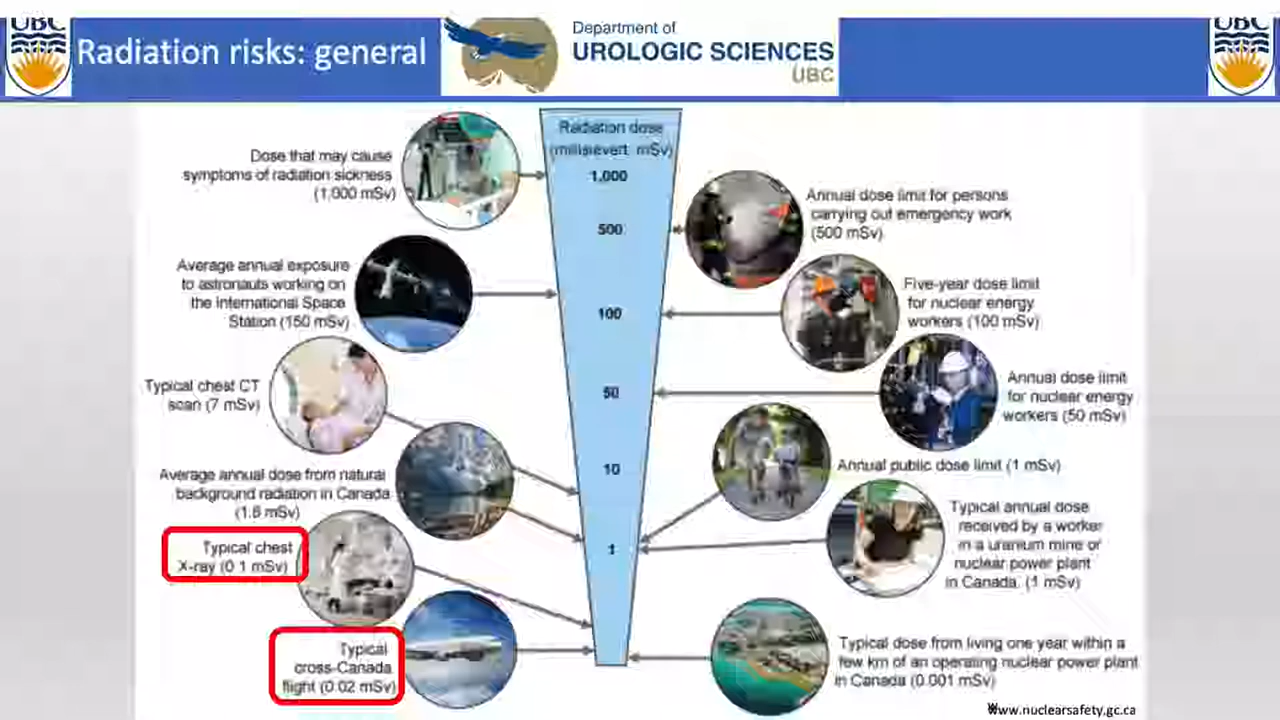 UBC
Radiation risks: general
Department of
UROLOGIC SCIENCES
UBC
UBC
Radiation dose
(millisievert mSv)
1,000
500
100
50
10
1
Dose that may cause
symptoms of radiation sickness
(1,000 mSv)
Average annual exposure
to astronauts working on
the International Space
Station (150 mSv)
Typical chest CT
scan (7 mSv)
Average annual dose from natural
background radiation in Canada
(1.8 mSv)
Typical chest
X-ray (0.1 mSv)
Typical
cross-Canada
flight (0.02 mSv)
Annual dose limit for persons
carrying out emergency work
(500 mSv)
Five-year dose limit
for nuclear energy
workers (100 mSv)
Annual dose limit
for nuclear energy
workers (50 mSv)
Annual public dose limit (1 mSv)
Typical annual dose
received by a worker
in a uranium mine or
nuclear power plant
in Canada. (1 mSv)
Typical dose from living one year within a
few km of an operating nuclear power plant
in Canada (0.001 mSv)
www.nuclearsafety.gc.ca